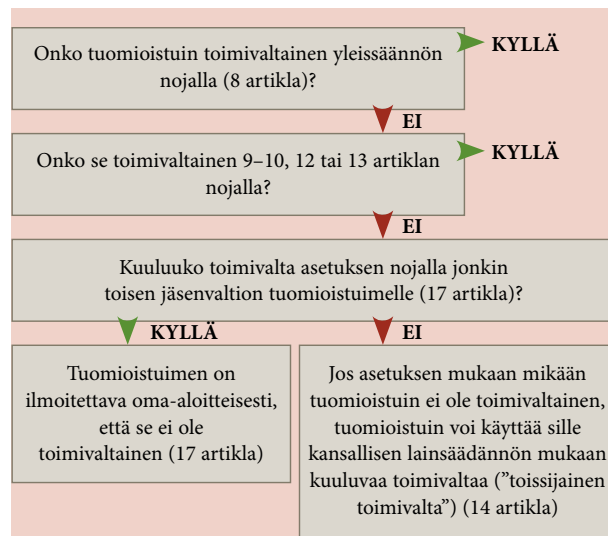 Onko tuomioistuin toimivaltainen yleissäännön
nojalla (8 artikla)?
KYLLÄ
EI
Onko se toimivaltainen 9–10, 12 tai 13 artiklan
nojalla?
KYLLÄ
EI
Kuuluuko toimivalta asetuksen nojalla jonkin
toisen jäsenvaltion tuomioistuimelle (17 artikla)?
KYLLÄ
Tuomioistuimen on
ilmoitettava oma-aloitteisesti,
että se ei ole
toimivaltainen (17 artikla)
EI
Jos asetuksen mukaan mikään
tuomioistuin ei ole toimivaltainen,
tuomioistuin voi käyttää sille
kansallisen lainsäädännön mukaan
kuuluvaa toimivaltaa (”toissijainen
toimivalta”) (14 artikla)